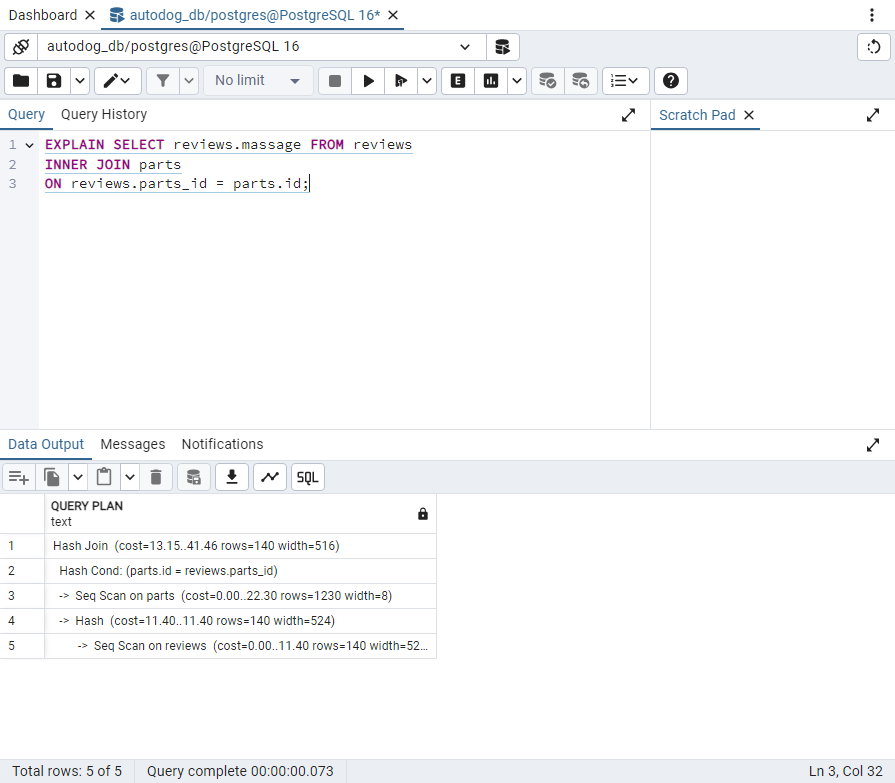 Dashboard
autodog_db/postgres@PostgreSQL 16*
autodog_db/postgres@PostgreSQL 16
No limit
E
Query
Query History
Scratch Pad
1 EXPLAIN SELECT reviews.massage FROM reviews
2 INNER JOIN parts
3 ON reviews.parts_id = parts.id;
Data Output
Messages
Notifications
SQL
QUERY PLAN
text
1 Hash Join (cost=13.15..41.46 rows=140 width=516)
2 Hash Cond: (parts.id = reviews.parts_id)
3 -> Seq Scan on parts (cost=0.00..22.30 rows=1230 width=8)
4 -> Hash (cost=11.40..11.40 rows=140 width=524)
5 -> Seq Scan on reviews (cost=0.00..11.40 rows=140 width=52...
Total rows: 5 of 5
Query complete 00:00:00.073
Ln 3, Col 32